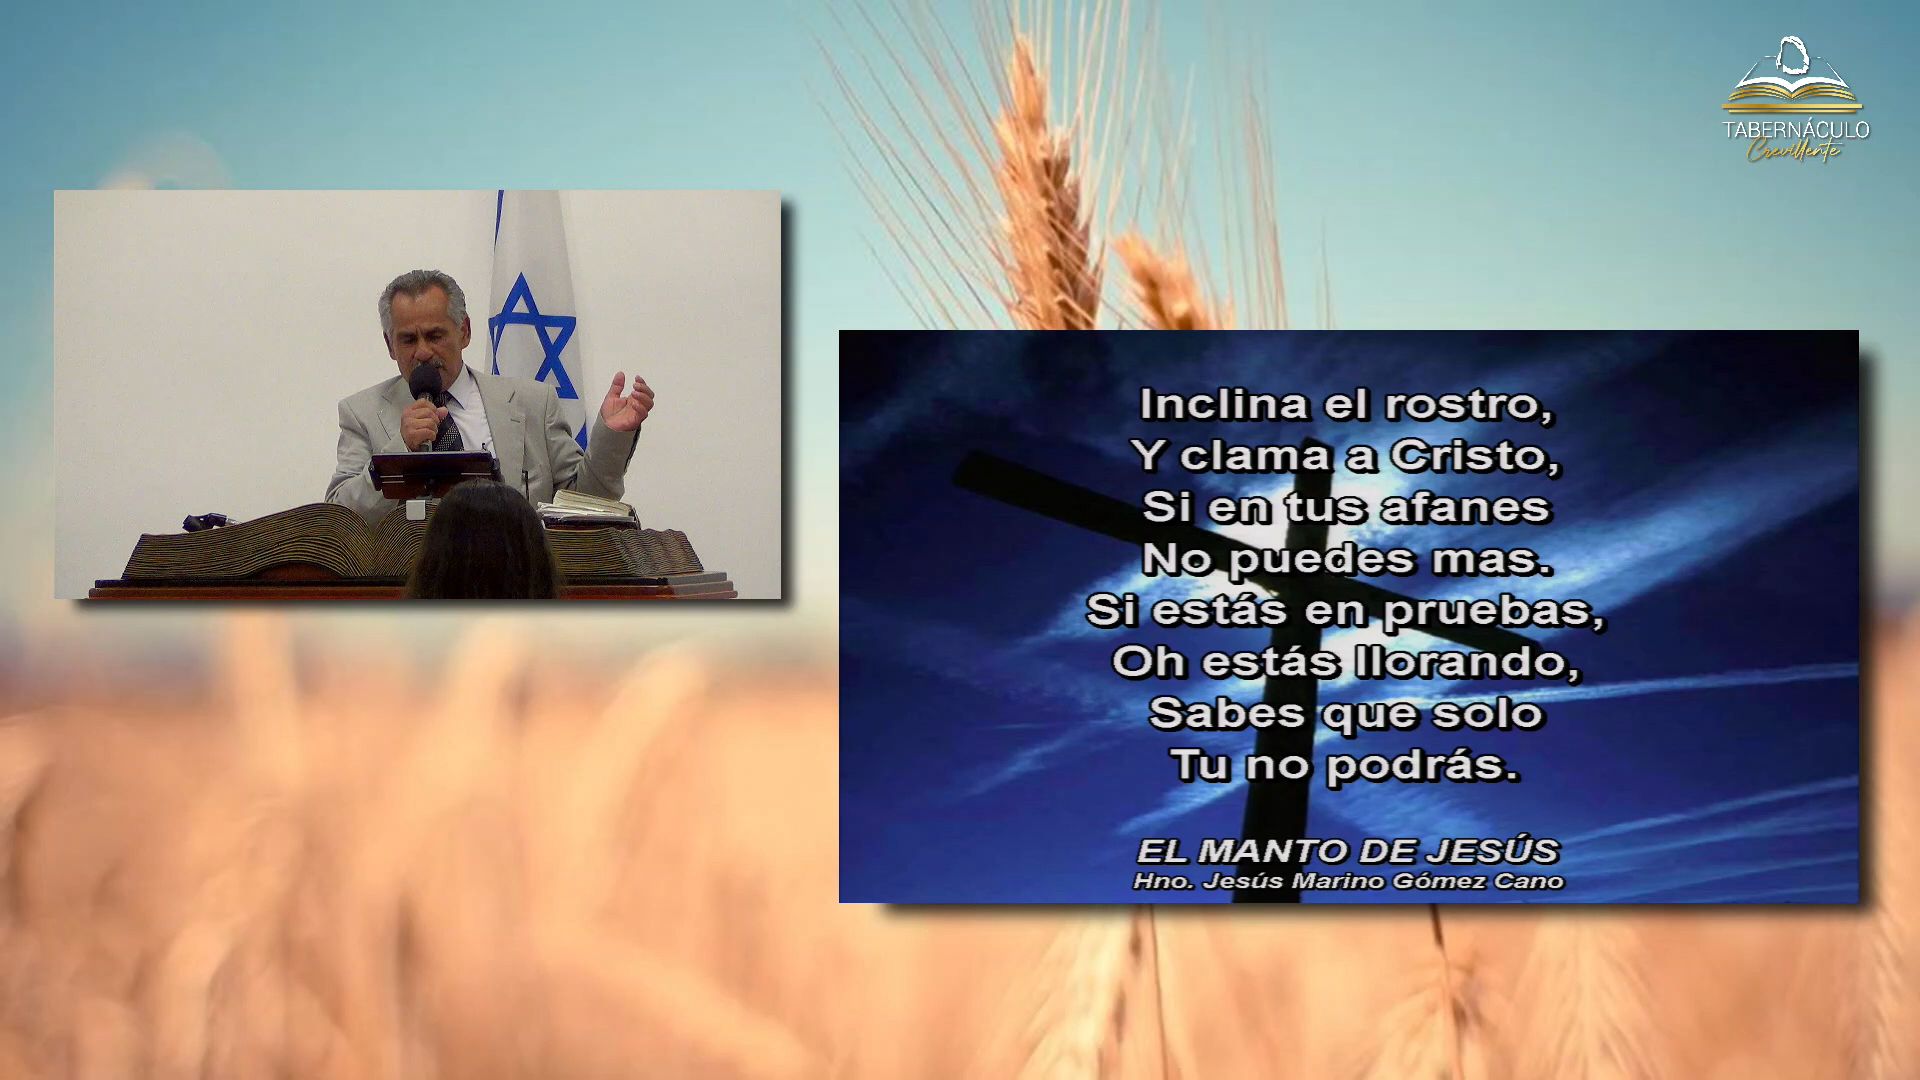 TABERNÁCULO
Crevillente
Inclina el rostro,
Y clama a Cristo,
Si en tus afanes
No puedes mas.
Si estás en pruebas,
Oh estás llorando,
Sabes que solo
Tu no podrás.
EL MANTO DE JESÚS
Hno. Jesús Marino Gómez Cano